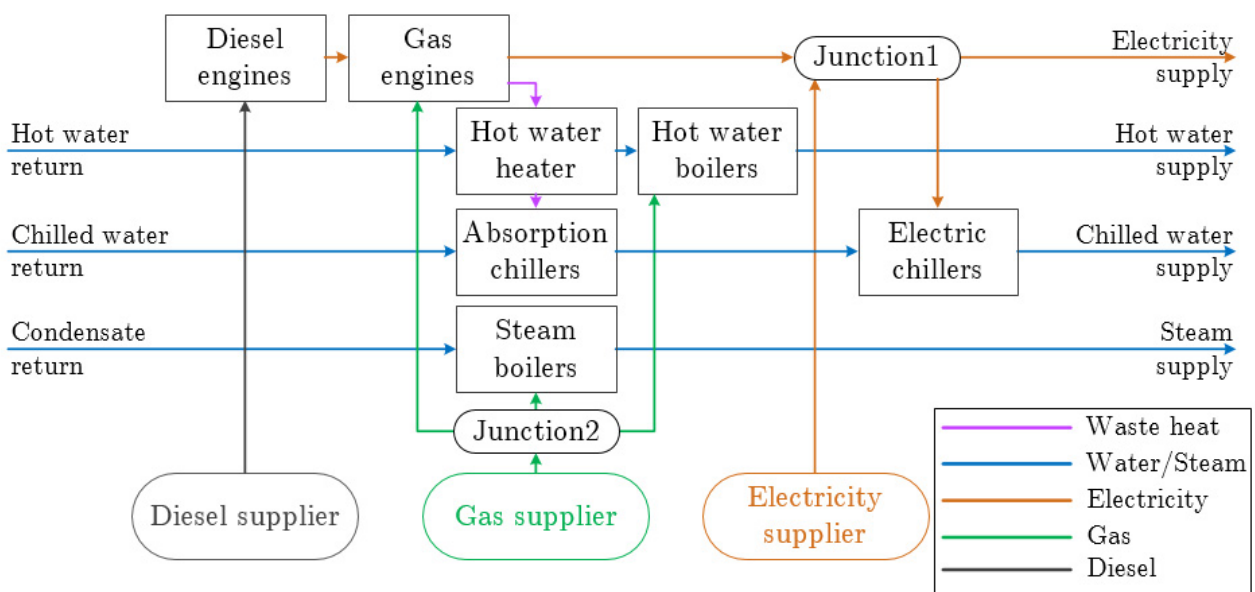 Diesel
engines
Gas
engines
Junction1
Electricity
supply
Hot water
return
Hot water
heater
Hot water
boilers
Hot water
supply
Chilled water
return
Absorption
chillers
Electric
chillers
Chilled water
supply
Condensate
return
Steam
boilers
Steam
supply
Junction2
Diesel supplier
Gas supplier
Electricity
supplier
Waste heat
Water/Steam
Electricity
Gas
Diesel